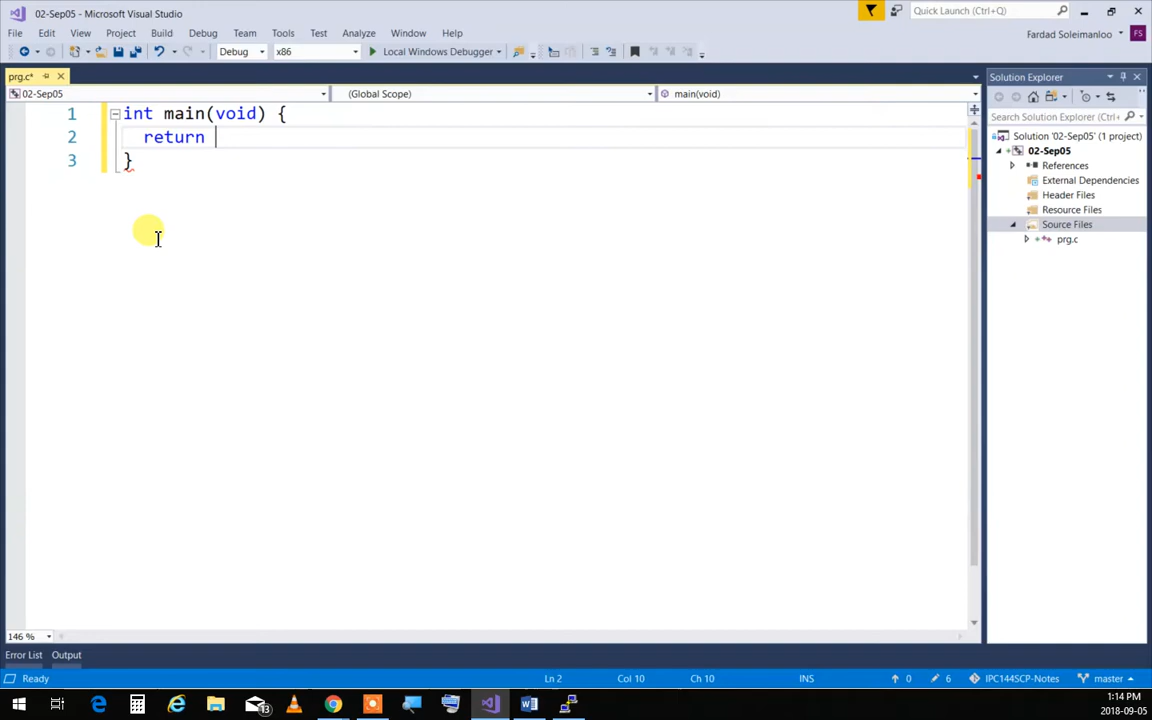 02-Sep05 - Microsoft Visual Studio
Quick Launch (Ctrl+Q)
File Edit View Project Build Debug Team Tools Test Analyze Window Help
Fardad Soleimanloo FS
Debug x86 Local Windows Debugger
prg.c*
02-Sep05 (Global Scope) main(void)
1 int main(void) {
2 return
3 }
Solution Explorer
Search Solution Explorer (Ctrl+
Solution '02-Sep05' (1 project)
02-Sep05
References
External Dependencies
Header Files
Resource Files
Source Files
prg.c
146 %
Error List Output
Ready Ln 2 Col 10 Ch 10 INS 0 6 IPC144SCP-Notes master
13
1:14 PM
2018-09-05